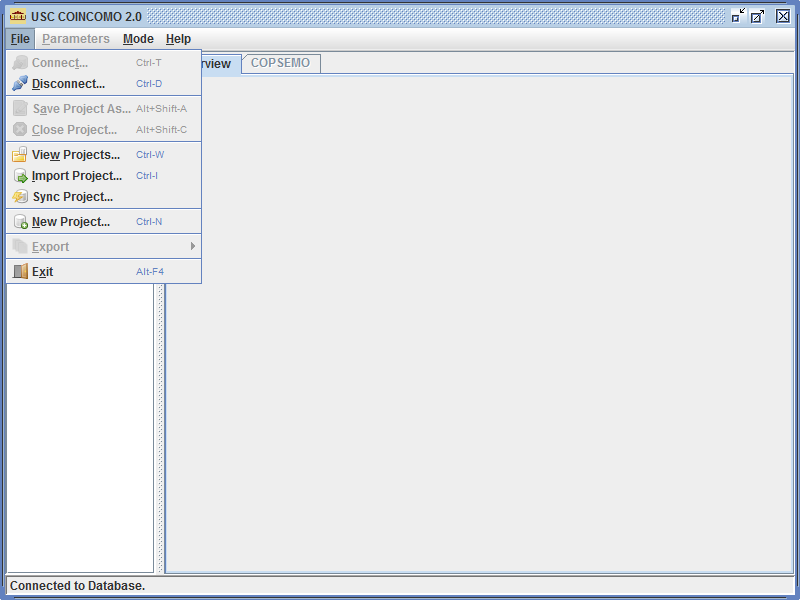 USC COINCOMO 2.0
File Parameters Mode Help
rview COPSEMO
Connect... Ctrl-T
Disconnect... Ctrl-D
Save Project As... Alt+Shift-A
Close Project... Alt+Shift-C
View Projects... Ctrl-W
Import Project... Ctrl-I
Sync Project...
New Project... Ctrl-N
Export
Exit Alt-F4
Connected to Database.